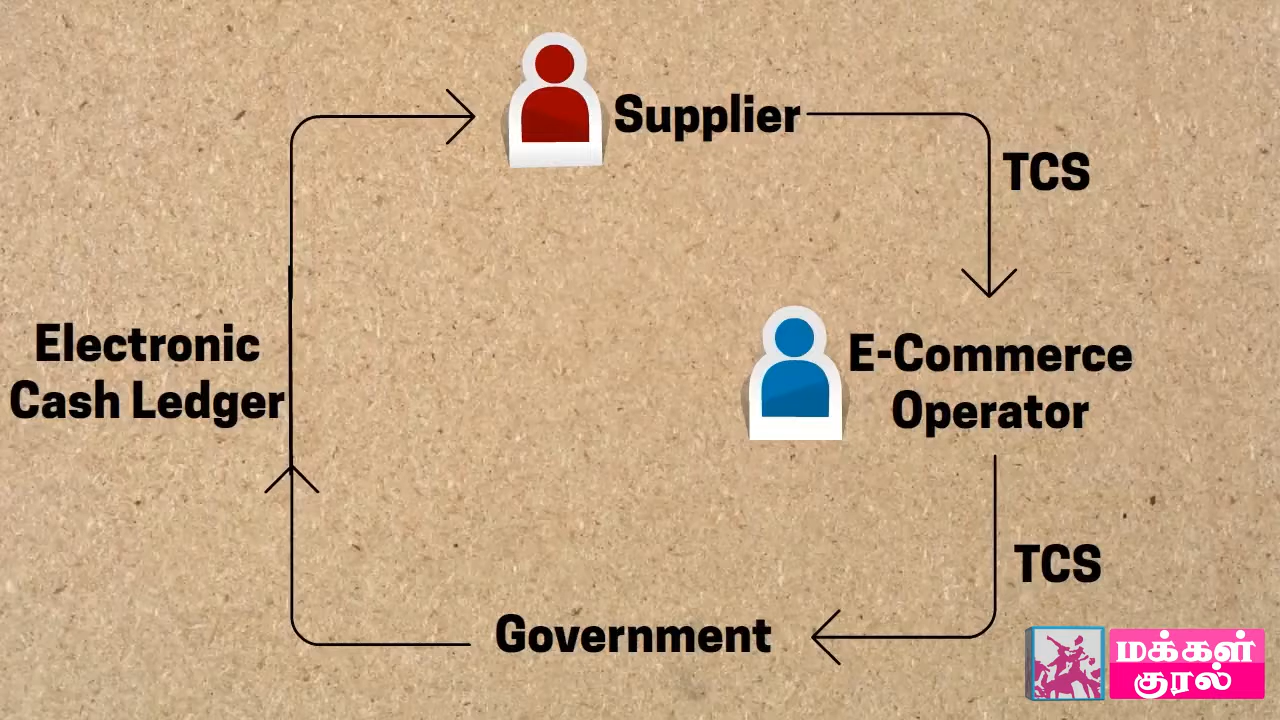 Supplier
TCS
Electronic
Cash Ledger
E-Commerce
Operator
TCS
Government
மக்கள்
குரல்